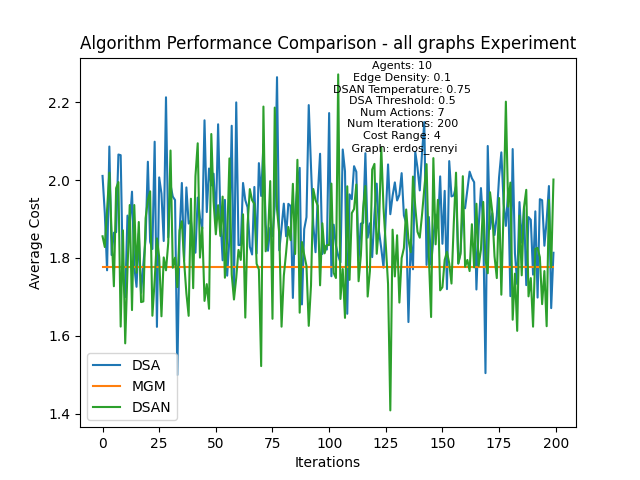 Algorithm Performance Comparison - all graphs Experiment
Agents: 10
Edge Density: 0.1
DSAN Temperature: 0.75
DSA Threshold: 0.5
Num Actions: 7
Num Iterations: 200
Cost Range: 4
Graph: erdos_renyi
Average Cost
2.2
2.0
1.8
1.6
1.4
DSA
MGM
DSAN
0
25
50
75
100
125
150
175
200
Iterations